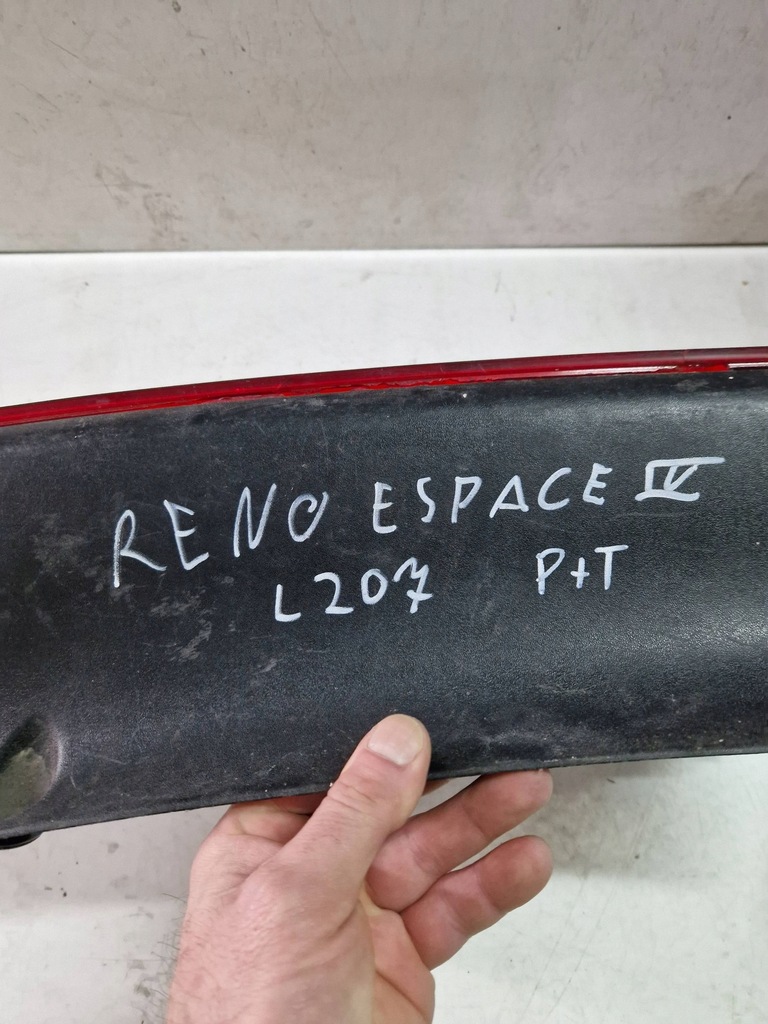 RENO ESPACE IV
L207 P+T